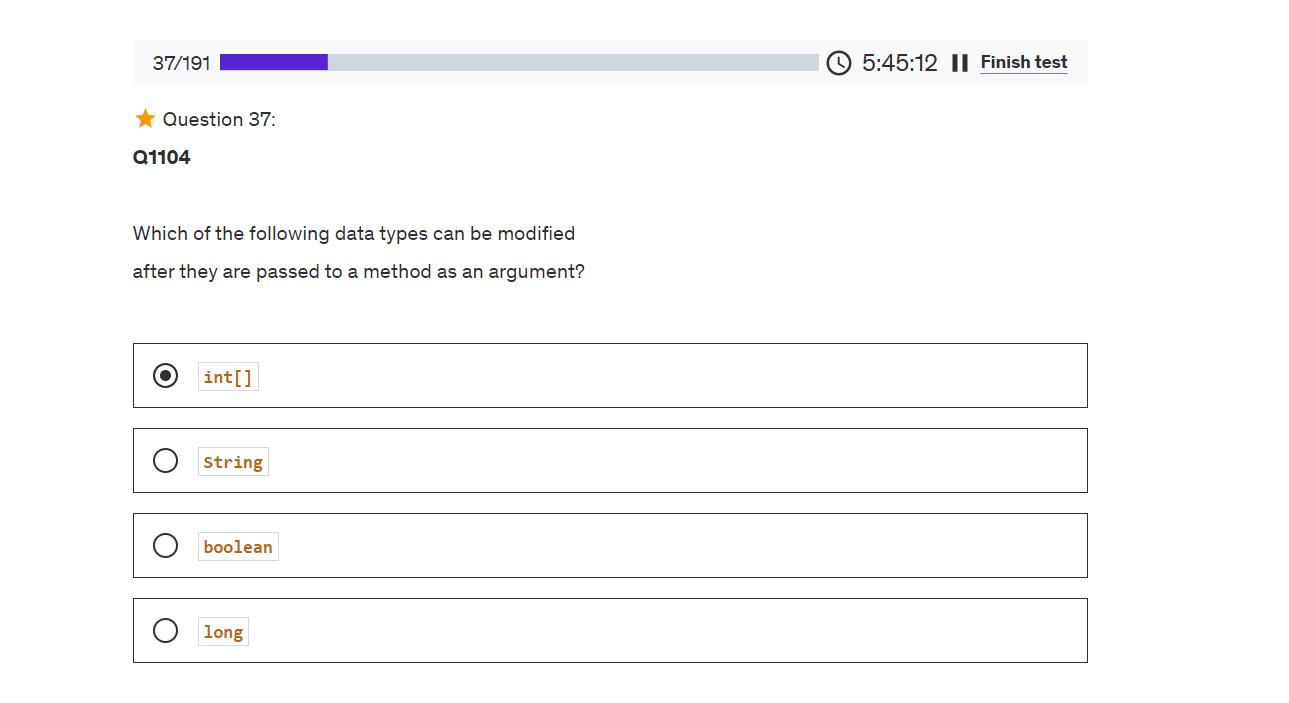 37/191 5:45:12 Finish test
Question 37:
Q1104
Which of the following data types can be modified
after they are passed to a method as an argument?
int[]
String
boolean
long